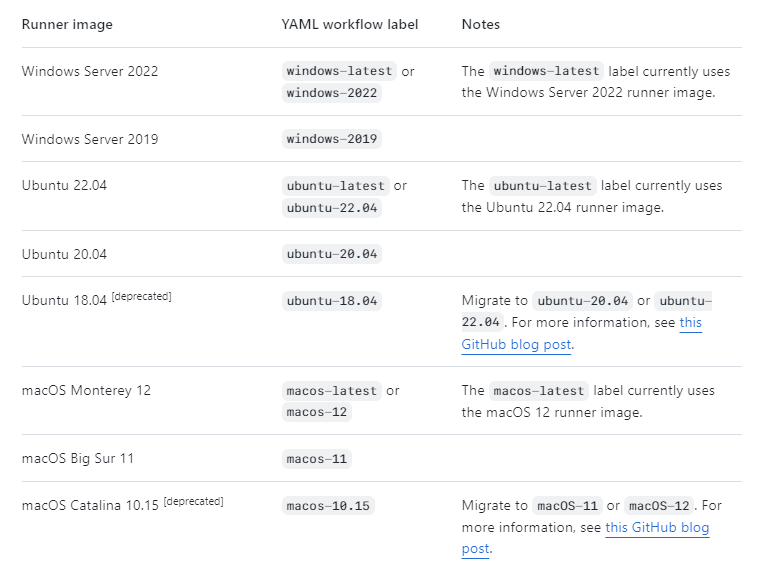 Runner image YAML workflow label Notes
Windows Server 2022 windows-latest or The windows-latest label currently uses
windows-2022 the Windows Server 2022 runner image.
Windows Server 2019 windows-2019
Ubuntu 22.04 ubuntu-latest or The ubuntu-latest label currently uses
ubuntu-22.04 the Ubuntu 22.04 runner image.
Ubuntu 20.04 ubuntu-20.04
Ubuntu 18.04 [deprecated] ubuntu-18.04 Migrate to ubuntu-20.04 or ubuntu-
22.04 . For more information, see this
GitHub blog post.
macOS Monterey 12 macos-latest or The macos-latest label currently uses
macos-12 the macOS 12 runner image.
macOS Big Sur 11 macos-11
macOS Catalina 10.15 [deprecated] macos-10.15 Migrate to macOS-11 or macOS-12 . For
more information, see this GitHub blog
post.